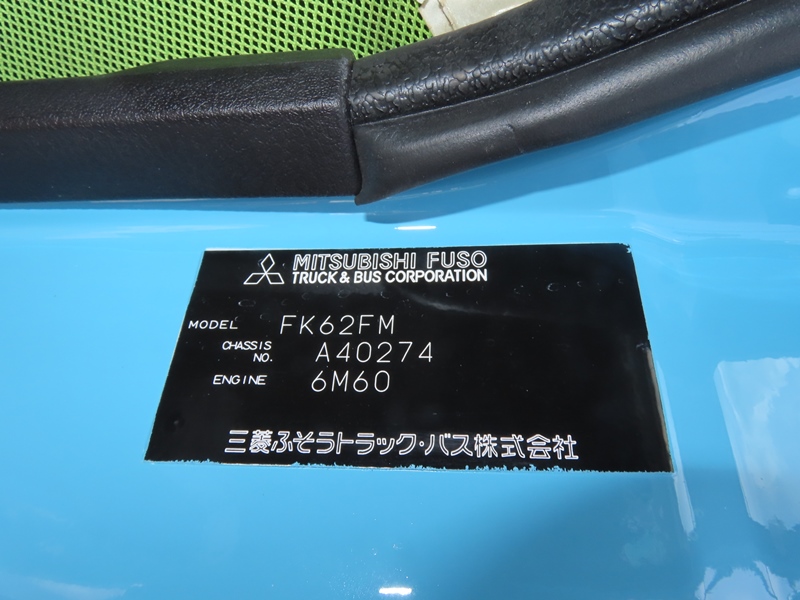 MITSUBISHI FUSO
TRUCK & BUS CORPORATION
MODEL FK62FM
CHASSIS NO. A40274
ENGINE 6M60
三菱ふそうトラック・バス株式会社